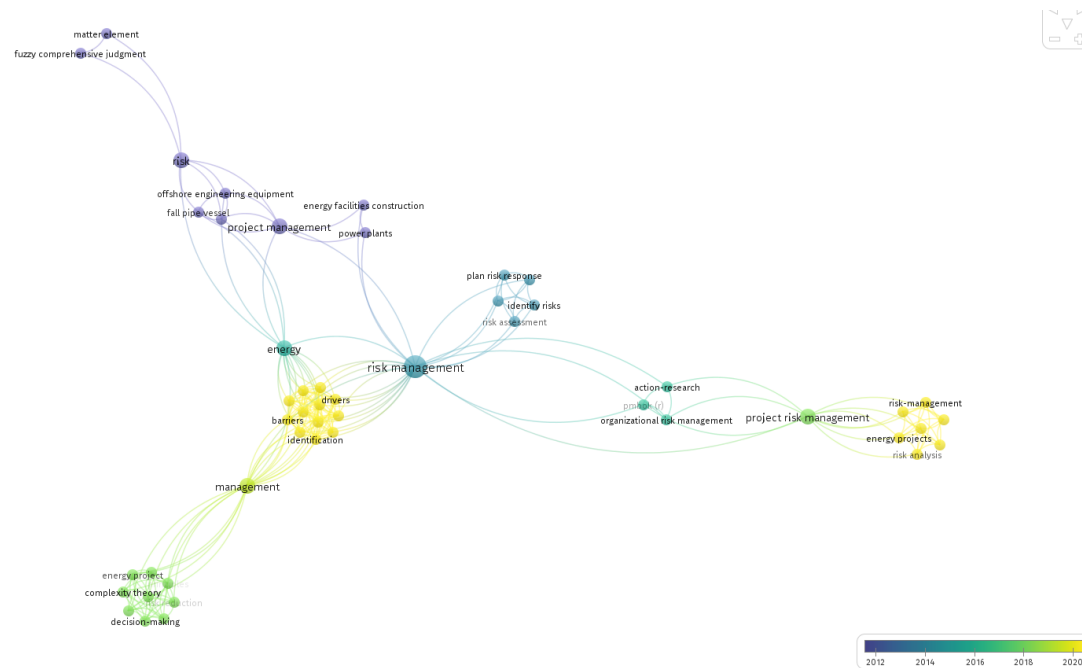 matter element
fuzzy comprehensive judgment
risk
offshore engineering equipment
energy facilities construction
fall pipe vessel
project management
power plants
plan risk response
identify risks
risk assessment
energy
risk management
action-research
drivers
pmbok (r)
risk-management
barriers
organizational risk management
project risk management
identification
energy projects
risk analysis
management
energy project
complexity theory
decision-making
2012 2014 2016 2018 2020